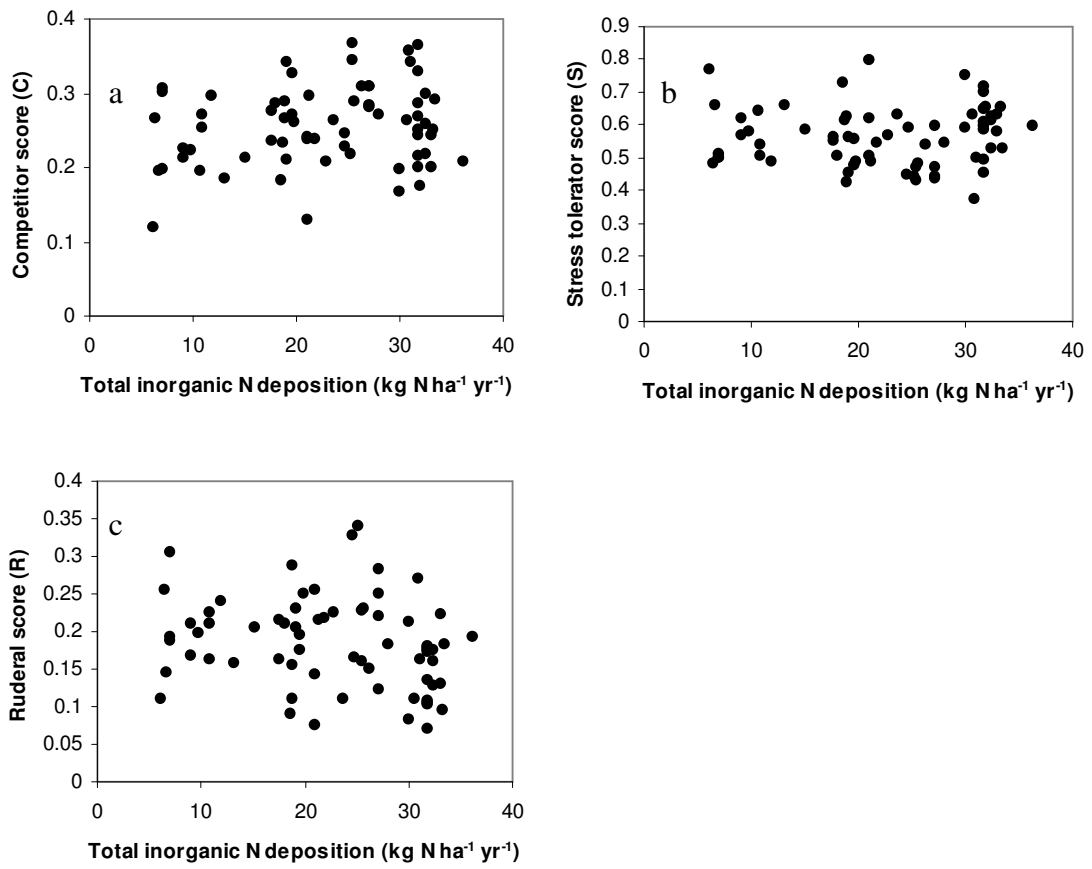 a
Competitor score (C)
0.4
0.3
0.2
0.1
0
0 10 20 30 40
Total inorganic N deposition (kg N ha⁻¹ yr⁻¹)
b
Stress tolerator score (S)
0.9
0.8
0.7
0.6
0.5
0.4
0.3
0.2
0.1
0
0 10 20 30 40
Total inorganic N deposition (kg N ha⁻¹ yr⁻¹)
c
Ruderal score (R)
0.4
0.35
0.3
0.25
0.2
0.15
0.1
0.05
0
0 10 20 30 40
Total inorganic N deposition (kg N ha⁻¹ yr⁻¹)